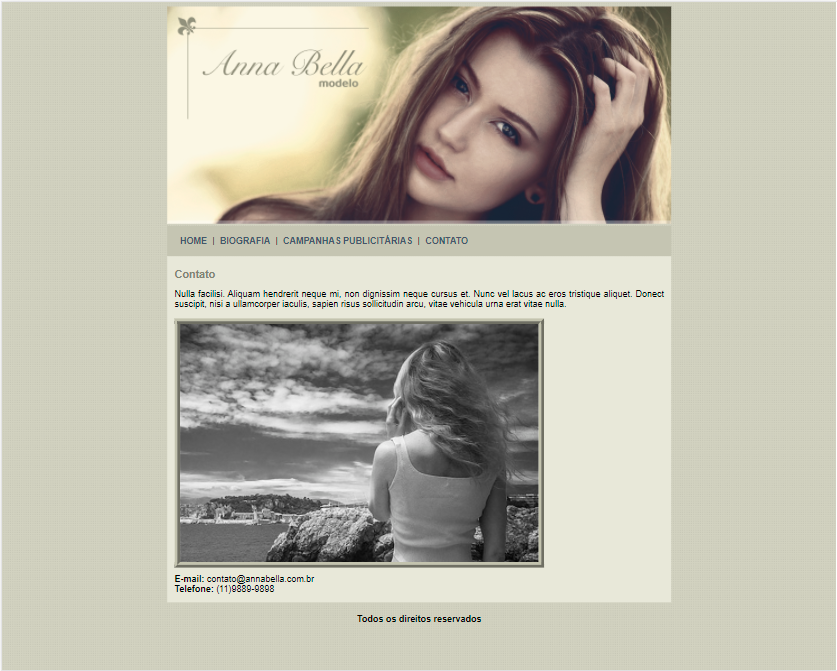 Anna Bella
modelo
HOME | BIOGRAFIA | CAMPANHAS PUBLICITÁRIAS | CONTATO
Contato
Nulla facilisi. Aliquam hendrerit neque mi, non dignissim neque cursus et. Nunc vel lacus ac eros tristique aliquet. Donect
suscipit, nisi a ullamcorper iaculis, sapien risus sollicitudin arcu, vitae vehicula urna erat vitae nulla.
E-mail: contato@annabella.com.br
Telefone: (11)9889-9898
Todos os direitos reservados